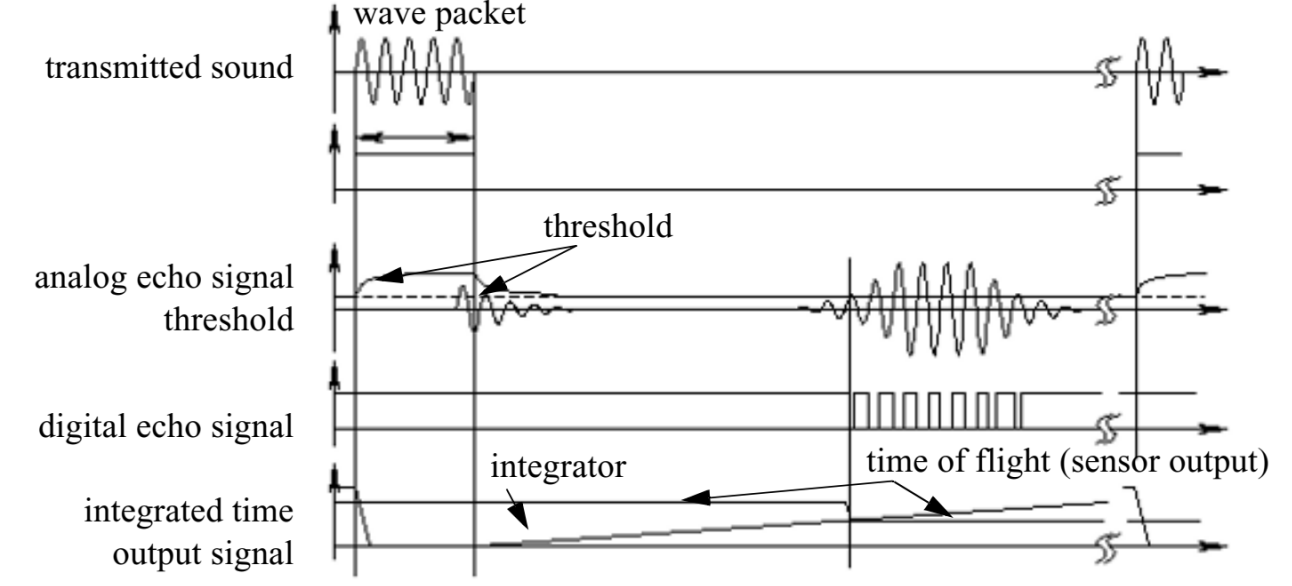 wave packet
transmitted sound
threshold
analog echo signal
threshold
digital echo signal
time of flight (sensor output)
integrator
integrated time
output signal